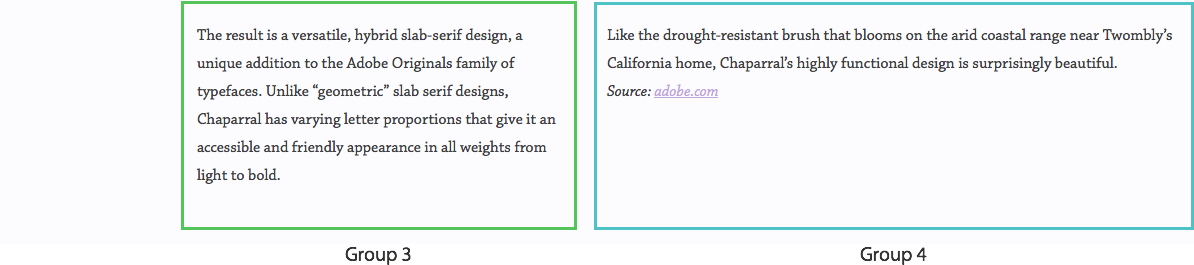 The result is a versatile, hybrid slab-serif design, a
unique addition to the Adobe Originals family of
typefaces. Unlike “geometric” slab serif designs,
Chaparral has varying letter proportions that give it an
accessible and friendly appearance in all weights from
light to bold.
Group 3
Like the drought-resistant brush that blooms on the arid coastal range near Twombly’s
California home, Chaparral’s highly functional design is surprisingly beautiful.
Source: adobe.com
Group 4